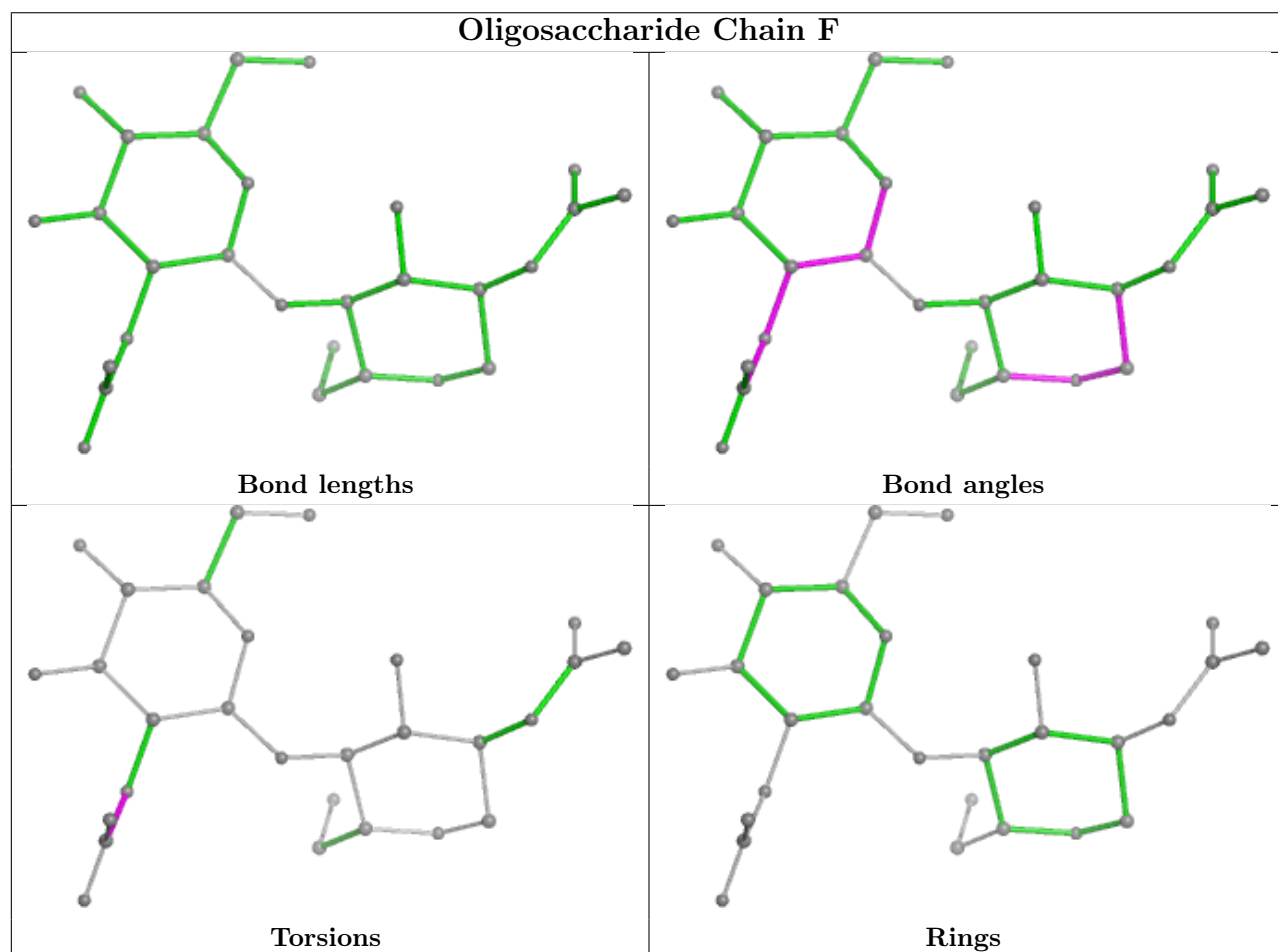 Oligosaccharide Chain F
Bond lengths
Bond angles
Torsions
Rings